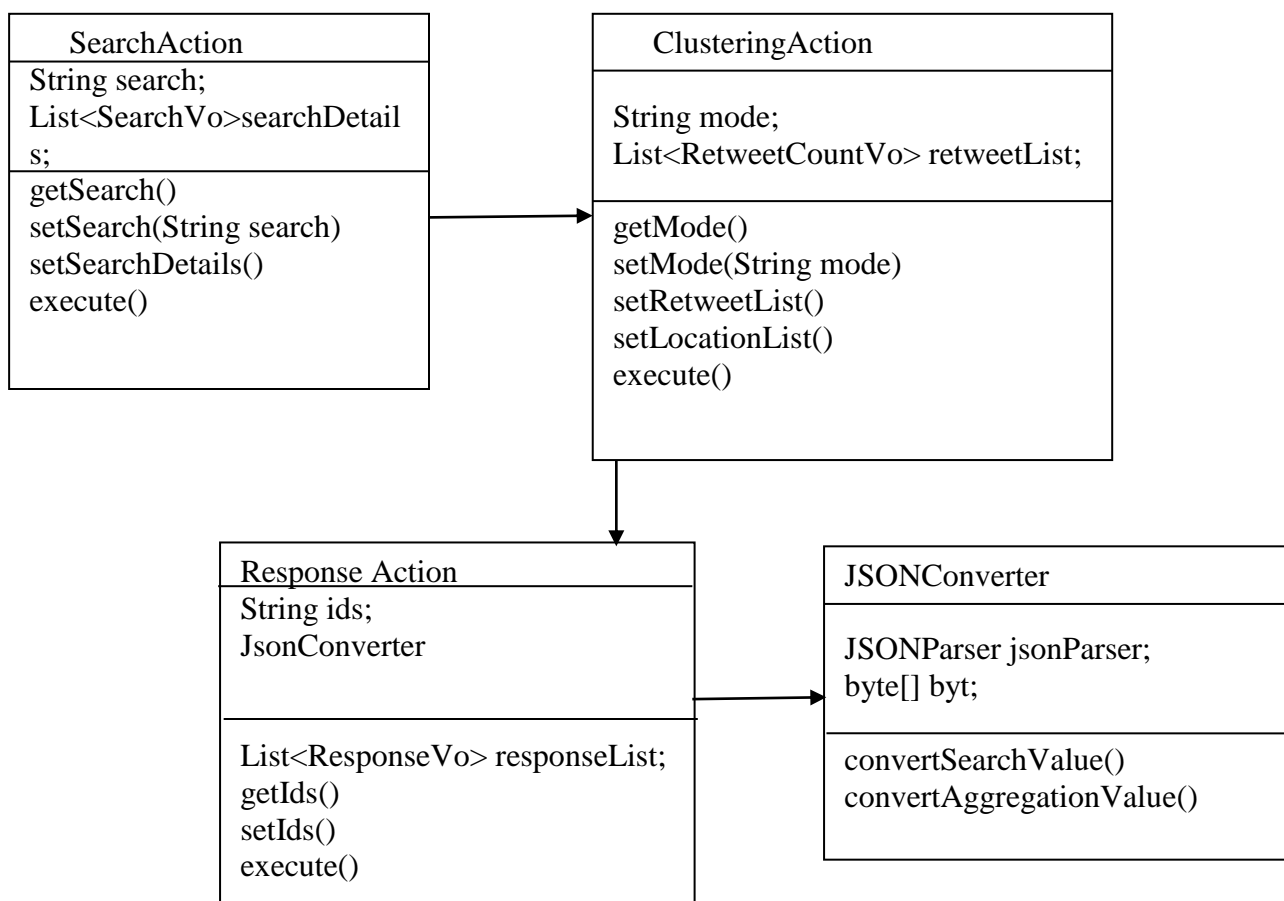 SearchAction
String search;
List<SearchVo>searchDetail
s;
getSearch()
setSearch(String search)
setSearchDetails()
execute()
ClusteringAction
String mode;
List<RetweetCountVo> retweetList;
getMode()
setMode(String mode)
setRetweetList()
setLocationList()
execute()
Response Action
String ids;
JsonConverter
List<ResponseVo> responseList;
getIds()
setIds()
execute()
JSONConverter
JSONParser jsonParser;
byte[] byt;
convertSearchValue()
convertAggregationValue()